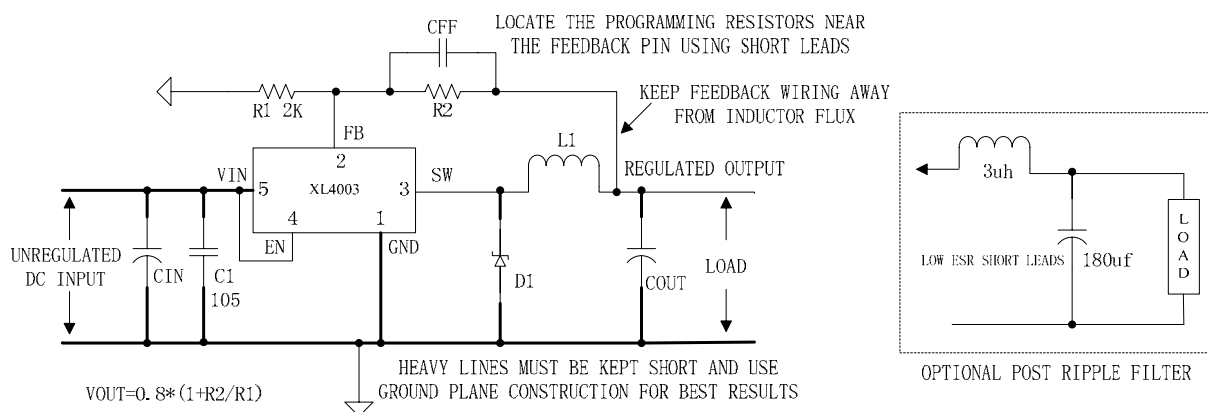 CFF
LOCATE THE PROGRAMMING RESISTORS NEAR
THE FEEDBACK PIN USING SHORT LEADS
R1 2K
R2
KEEP FEEDBACK WIRING AWAY
FROM INDUCTOR FLUX
FB
L1
VIN
2
SW
REGULATED OUTPUT
5
XL4003
3
4
1
EN
GND
UNREGULATED
DC INPUT
CIN
C1
105
D1
COUT
LOAD
HEAVY LINES MUST BE KEPT SHORT AND USE
GROUND PLANE CONSTRUCTION FOR BEST RESULTS
VOUT=0.8*(1+R2/R1)
3uh
LOW ESR SHORT LEADS
180uf
LOAD
OPTIONAL POST RIPPLE FILTER